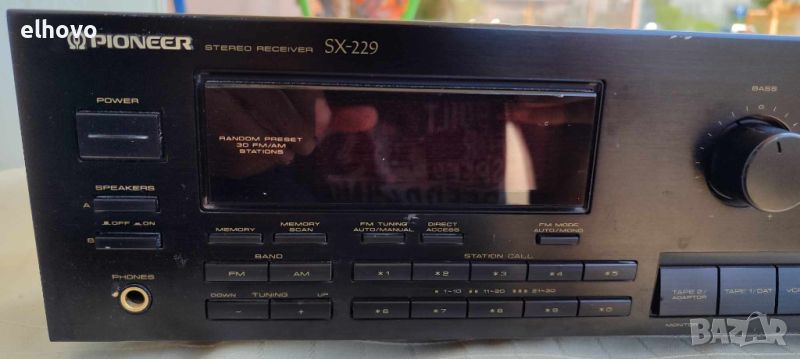 elhovo
PIONEER STEREO RECEIVER SX-229
POWER
RANDOM PRESET
30 FM/AM
STATIONS
BASS
SPEAKERS
A
OFF ON
B
MEMORY
MEMORY SCAN
FM TUNING AUTO/MANUAL
DIRECT ACCESS
FM MODE AUTO/MONO
BAND
STATION CALL
FM AM
*1 *2 *3 *4 *5
PHONES
DOWN TUNING UP
* 1~10 ** 11~20 *** 21~30
- +
*6 *7 *8 *9 *0
TAPE 2/ ADAPTOR
TAPE 1/DAT
BAZAR.bg